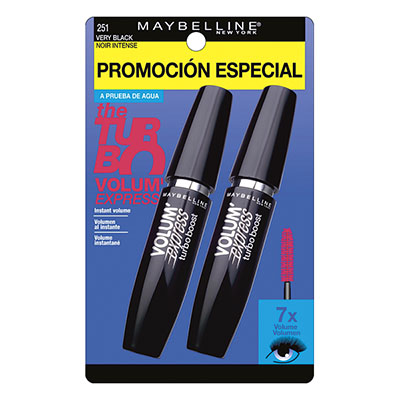 MAYBELLINE
NEW YORK
251
VERY BLACK
NOIR INTENSE
PROMOCIÓN ESPECIAL
A PRUEBA DE AGUA
the
TURBO
VOLUM'
EXPRESS
Instant volume
Volumen
al instante
Volume
instantané
MAYBELLINE
VOLUM'
express
turbo boost
MAYBELLINE
VOLUM'
express
turbo boost
7x
Volume
Volumen